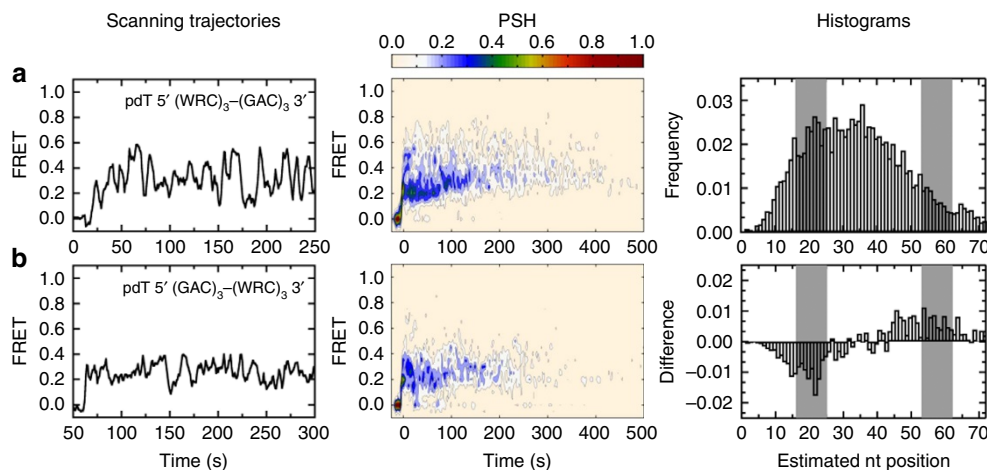 Scanning trajectories
PSH
Histograms
0.0 0.2 0.4 0.6 0.8 1.0
a
pdT 5′ (WRC)₃–(GAC)₃ 3′
FRET
1.0
0.8
0.6
0.4
0.2
0.0
0 50 100 150 200 250
FRET
1.0
0.8
0.6
0.4
0.2
0.0
0 100 200 300 400 500
Frequency
0.03
0.02
0.01
0.00
0 10 20 30 40 50 60 70
b
pdT 5′ (GAC)₃–(WRC)₃ 3′
FRET
1.0
0.8
0.6
0.4
0.2
0.0
50 100 150 200 250 300
Time (s)
FRET
1.0
0.8
0.6
0.4
0.2
0.0
0 100 200 300 400 500
Time (s)
Difference
0.02
0.01
0.00
−0.01
−0.02
0 10 20 30 40 50 60 70
Estimated nt position